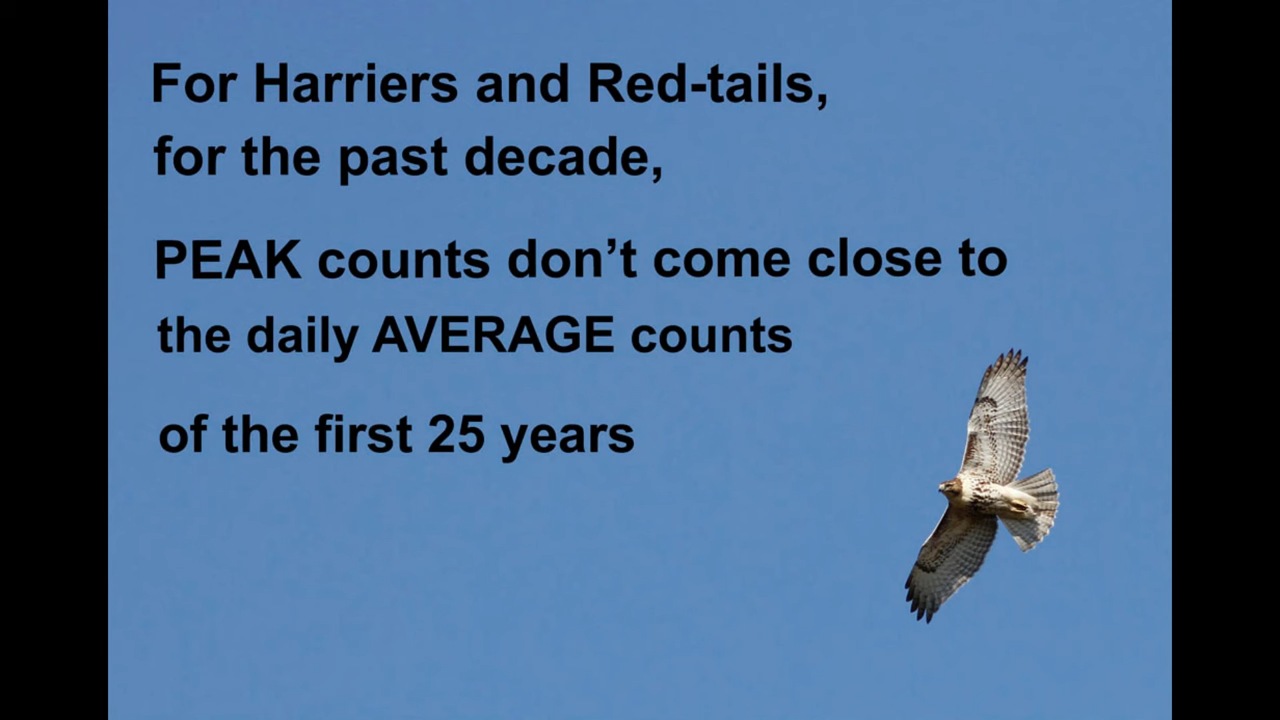 For Harriers and Red-tails,
for the past decade,
PEAK counts don’t come close to
the daily AVERAGE counts
of the first 25 years